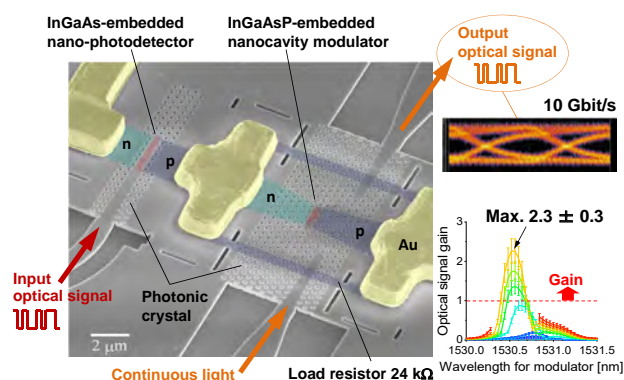 InGaAs-embedded
nano-photodetector
InGaAsP-embedded
nanocavity modulator
Output
optical signal
10 Gbit/s
n
p
n
p
Au
Input
optical signal
Photonic
crystal
2 μm
Continuous light
Load resistor 24 kΩ
Max. 2.3 ± 0.3
Gain
Optical signal gain
3
2
1
0
1530.0 1530.5 1531.0 1531.5
Wavelength for modulator [nm]